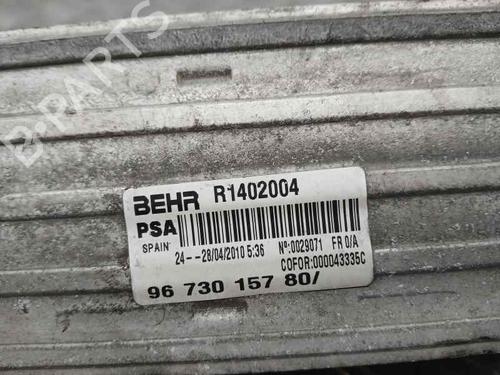 B-PARTS
BEHR R1402004
PSA
SPAIN 24--28/04/2010 5:36 Nº:0029071 FR 0/A
COFOR:000043335C
96 730 157 80/